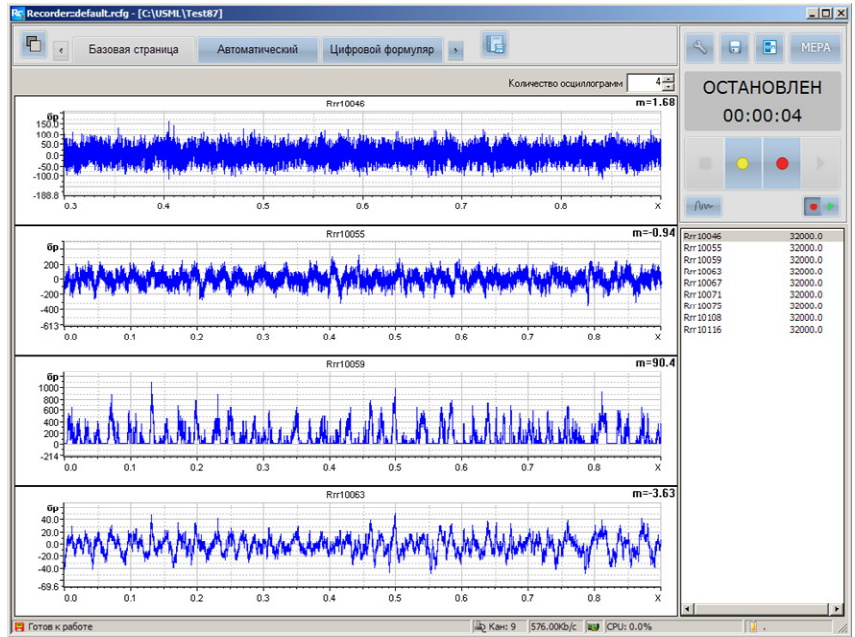 Recorder::default.rcfg - [C:\USML\Test87]
Базовая страница Автоматический Цифровой формуляр МЕРА
Количество осциллограмм 4
ОСТАНОВЛЕН
00:00:04
Rrr10046 m=1.68
бр
150.0
100.0
50.0
0.0
-50.0
-100.0
-188.8
0.3 0.4 0.5 0.6 0.7 0.8 X
Rrr10055 m=-0.94
бр
200
0
-200
-400
-613
0.0 0.1 0.2 0.3 0.4 0.5 0.6 0.7 0.8 X
Rrr10059 m=90.4
бр
1000
800
600
400
200
0
-214
0.0 0.1 0.2 0.3 0.4 0.5 0.6 0.7 0.8 X
Rrr10063 m=-3.63
бр
40.0
20.0
0.0
-20.0
-40.0
-69.6
0.0 0.1 0.2 0.3 0.4 0.5 0.6 0.7 0.8 X
Rrr10046 32000.0
Rrr10055 32000.0
Rrr10059 32000.0
Rrr10063 32000.0
Rrr10067 32000.0
Rrr10071 32000.0
Rrr10075 32000.0
Rrr10108 32000.0
Rrr10116 32000.0
Готов к работе Кан: 9 576.00Kb/c CPU: 0.0% .